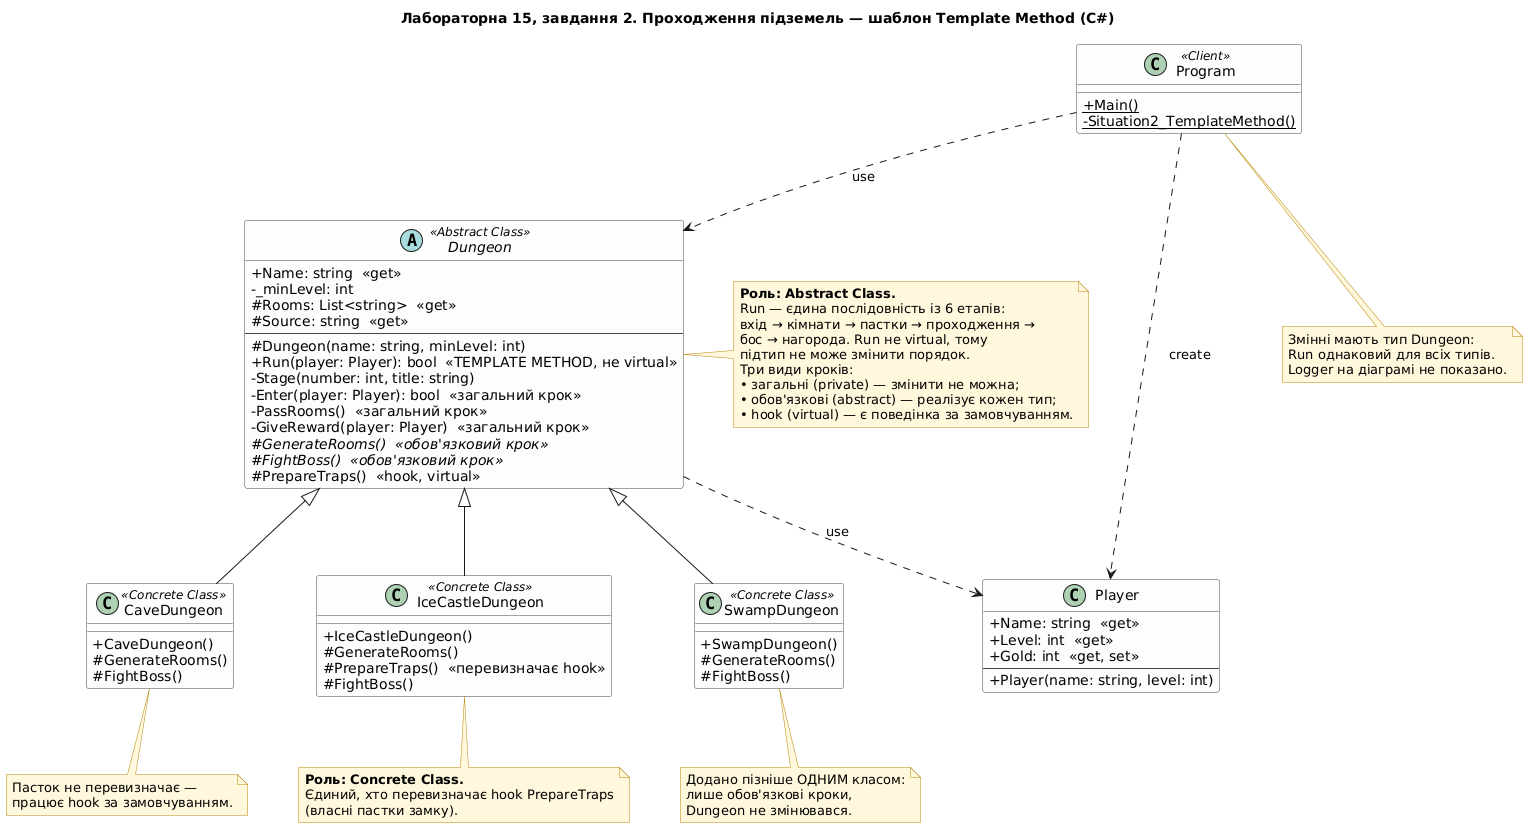 Лабораторна 15, завдання 2. Проходження підземель — шаблон Template Method (C#)
C
«Client»
Program
+Main()
-Situation2_TemplateMethod()
use
create
A
«Abstract Class»
Dungeon
+Name: string «get»
-_minLevel: int
#Rooms: List<string> «get»
#Source: string «get»
#Dungeon(name: string, minLevel: int)
+Run(player: Player): bool «TEMPLATE METHOD, не virtual»
-Stage(number: int, title: string)
-Enter(player: Player): bool «загальний крок»
-PassRooms() «загальний крок»
-GiveReward(player: Player) «загальний крок»
#GenerateRooms() «обов'язковий крок»
#FightBoss() «обов'язковий крок»
#PrepareTraps() «hook, virtual»
Роль: Abstract Class.
Run — єдина послідовність із 6 етапів:
вхід → кімнати → пастки → проходження →
бос → нагорода. Run не virtual, тому
підтип не може змінити порядок.
Три види кроків:
• загальні (private) — змінити не можна;
• обов'язкові (abstract) — реалізує кожен тип;
• hook (virtual) — є поведінка за замовчуванням.
Змінні мають тип Dungeon:
Run однаковий для всіх типів.
Logger на діаграмі не показано.
use
C
«Concrete Class»
CaveDungeon
+CaveDungeon()
#GenerateRooms()
#FightBoss()
C
«Concrete Class»
IceCastleDungeon
+IceCastleDungeon()
#GenerateRooms()
#PrepareTraps() «перевизначає hook»
#FightBoss()
C
«Concrete Class»
SwampDungeon
+SwampDungeon()
#GenerateRooms()
#FightBoss()
C
Player
+Name: string «get»
+Level: int «get»
+Gold: int «get, set»
+Player(name: string, level: int)
Пасток не перевизначає —
працює hook за замовчуванням.
Роль: Concrete Class.
Єдиний, хто перевизначає hook PrepareTraps
(власні пастки замку).
Додано пізніше ОДНИМ класом:
лише обов'язкові кроки,
Dungeon не змінювався.